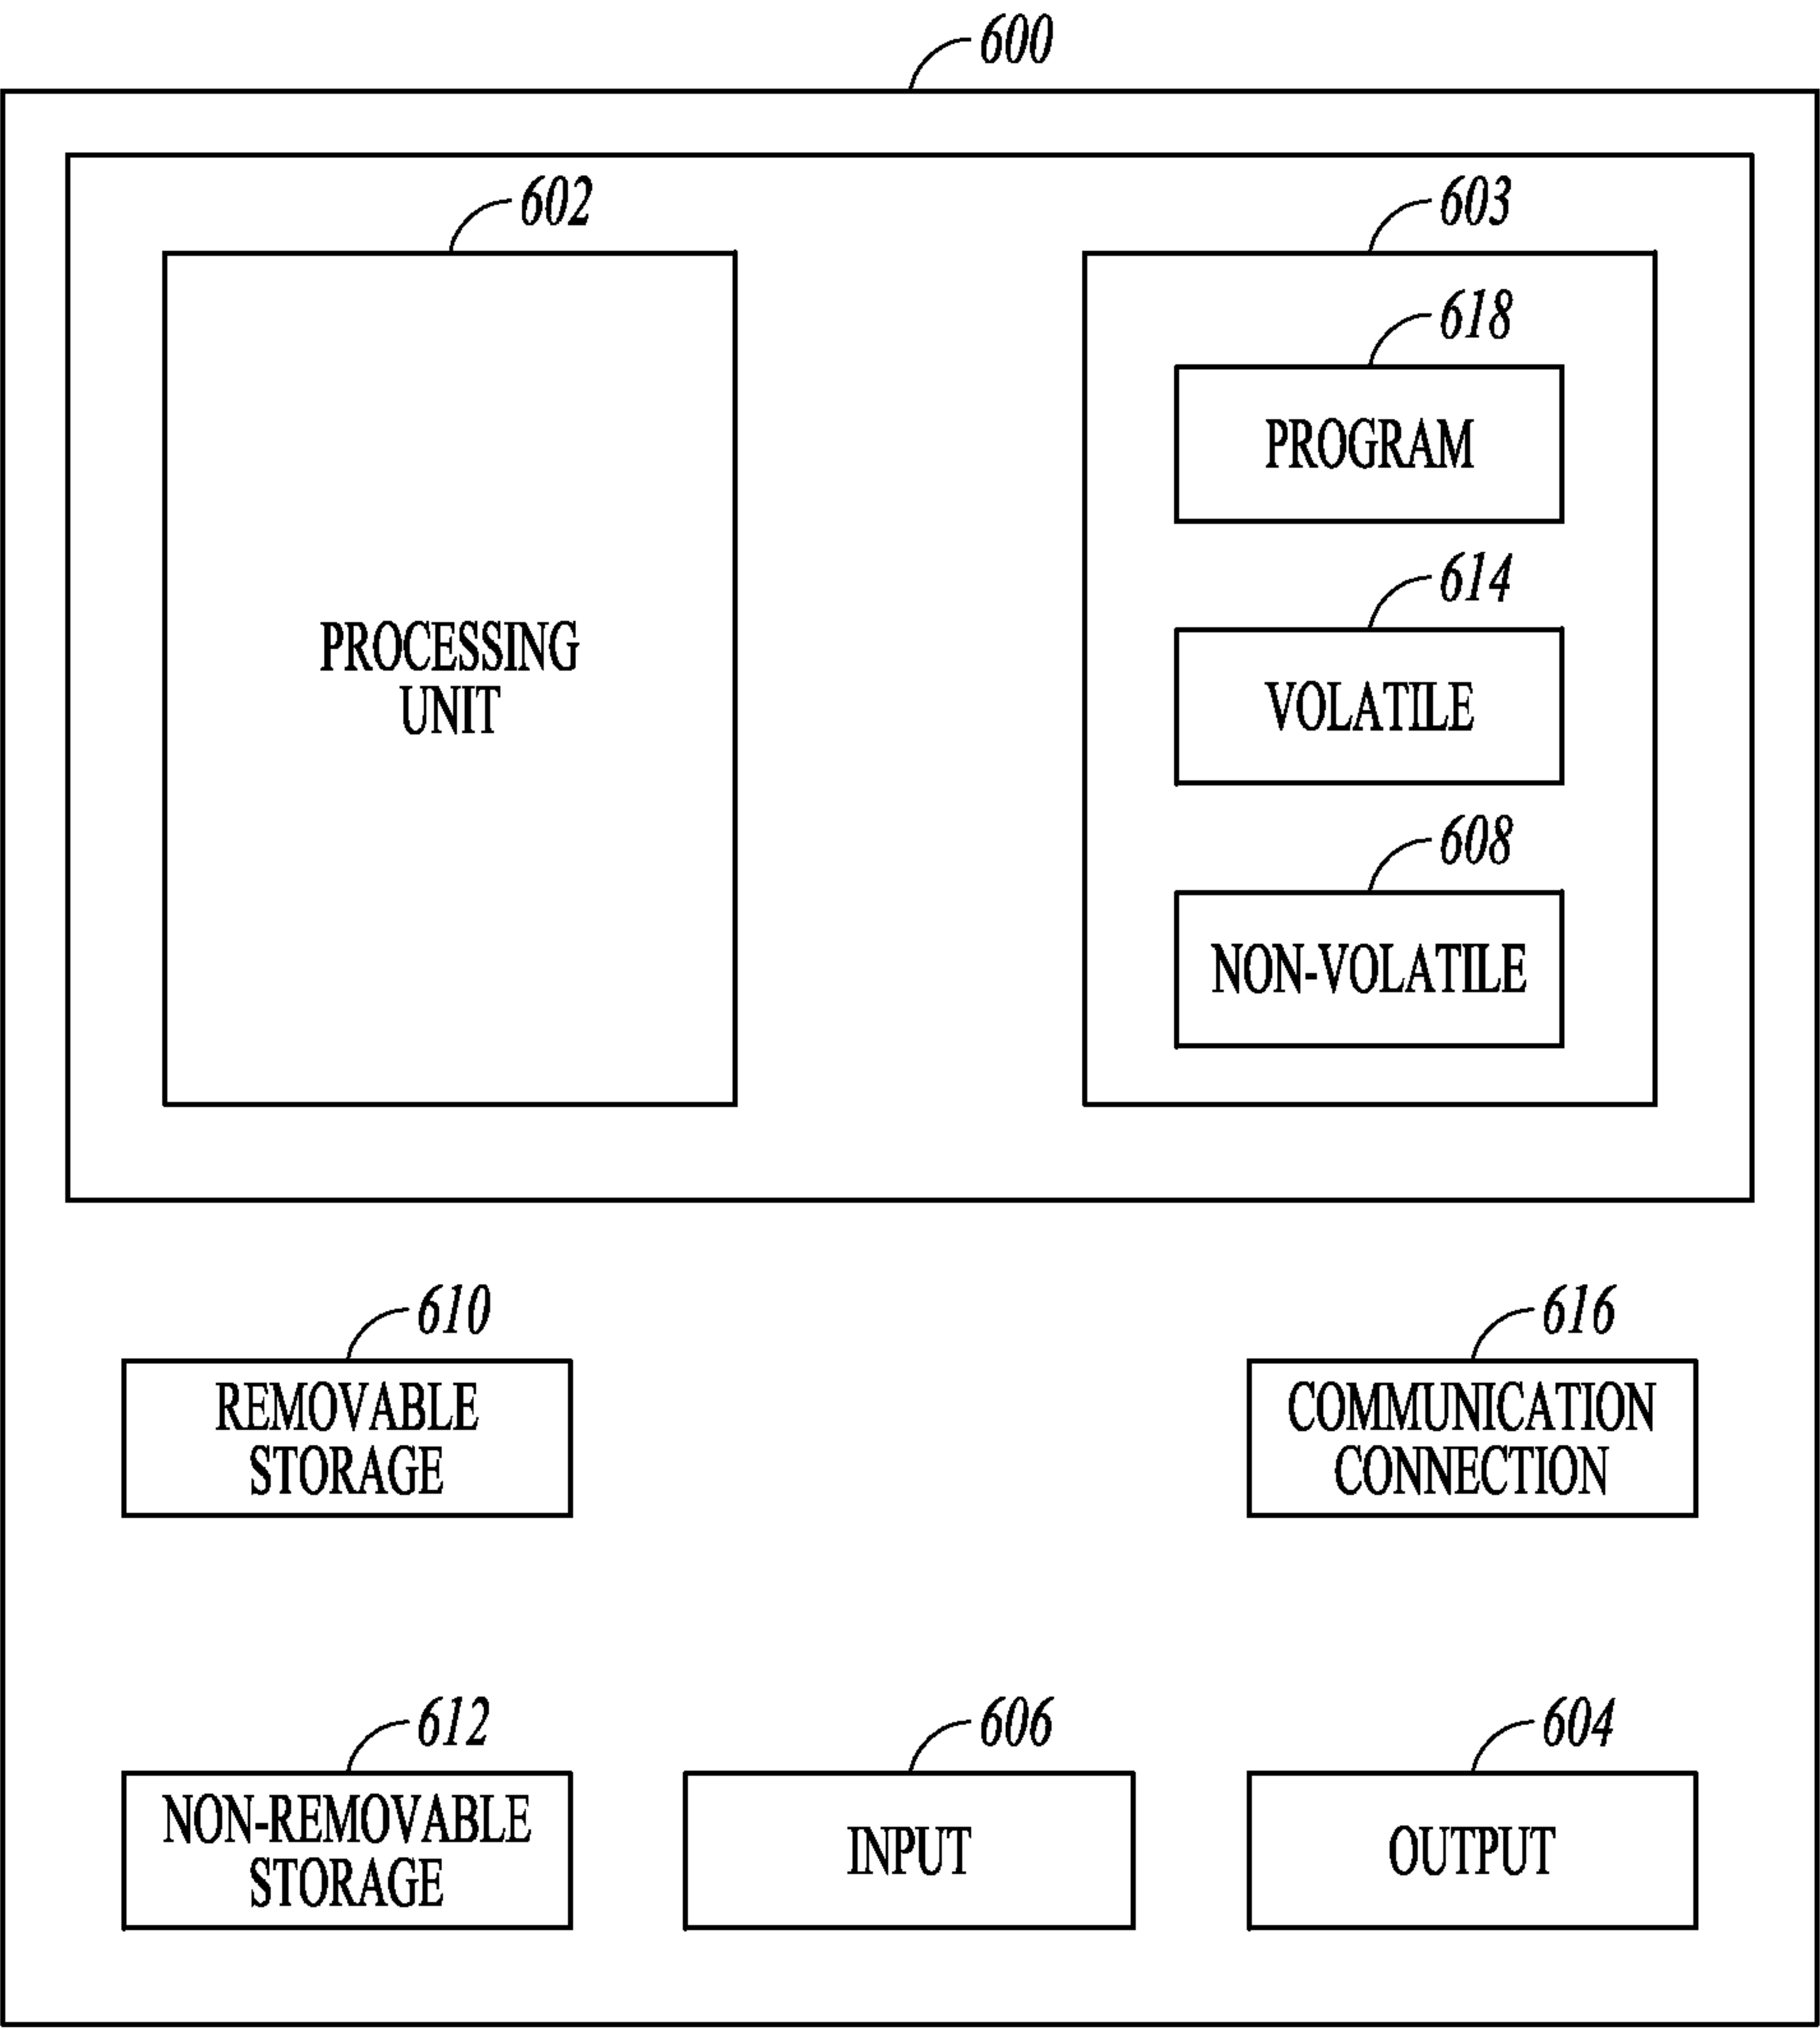 600
602
603
618
PROGRAM
614
VOLATILE
PROCESSING
UNIT
608
NON-VOLATILE
610
REMOVABLE
STORAGE
616
COMMUNICATION
CONNECTION
612
NON-REMOVABLE
STORAGE
606
INPUT
604
OUTPUT